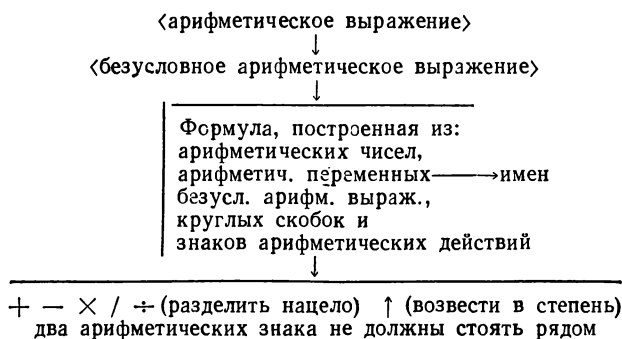 〈арифметическое выражение〉
↓
〈безусловное арифметическое выражение〉
↓
Формула, построенная из:
арифметических чисел,
арифметич. переменных⟶имен
безусл. арифм. выраж.,
круглых скобок и
знаков арифметических действий
↓
+ − × / ÷ (разделить нацело) ↑ (возвести в степень)
два арифметических знака не должны стоять рядом